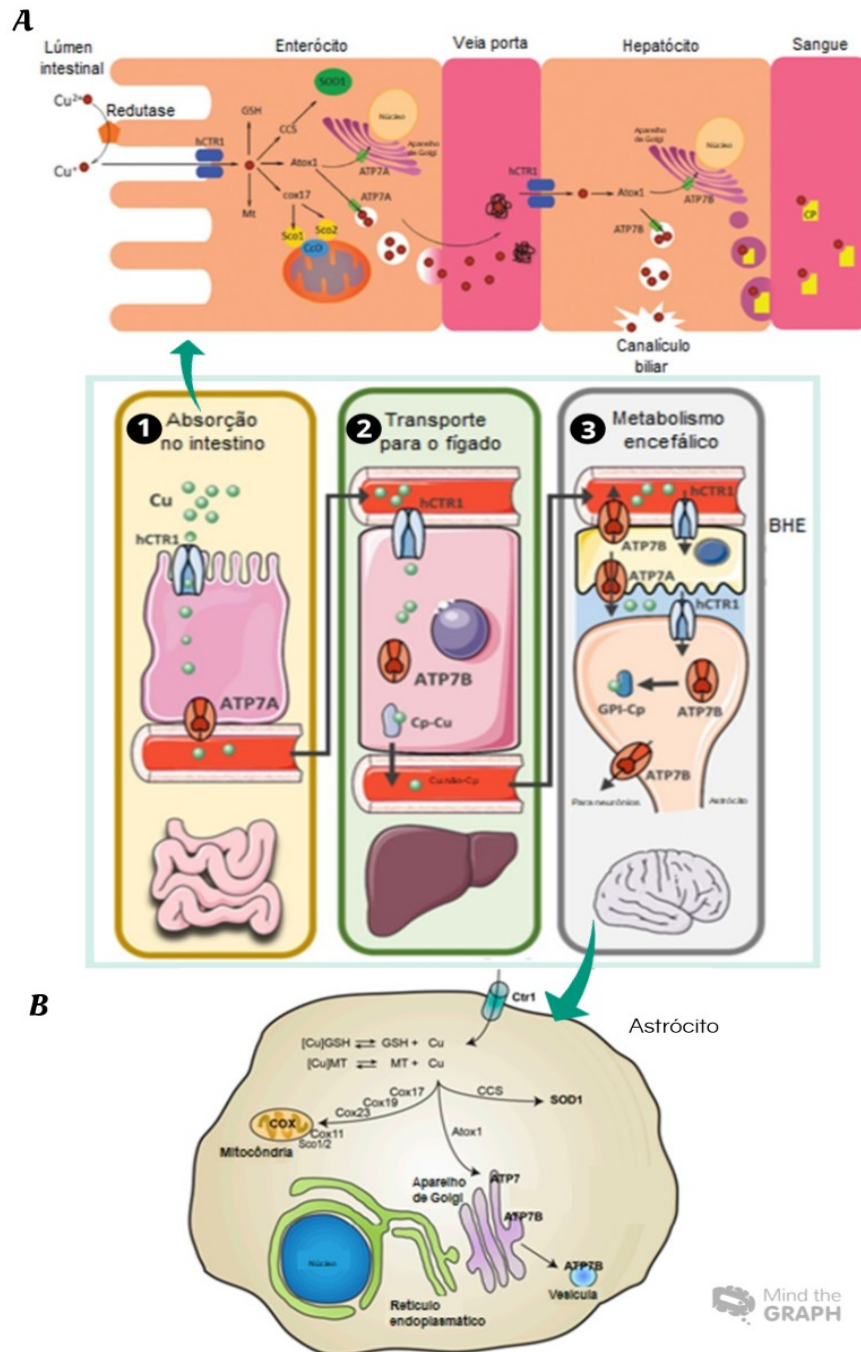 A
Lúmen
intestinal
Enterócito
Veia porta
Hepatócito
Sangue
Cu2+
Redutase
Cu+
hCTR1
GSH
CCS
SOD1
Atox1
cox17
Mt
Sco1
Sco2
CcO
Núcleo
Aparelho
de Golgi
ATP7A
ATP7A
hCTR1
Atox1
Aparelho
de Golgi
Núcleo
ATP7B
ATP7B
CP
Canalículo
biliar
1 Absorção
no intestino
Cu
hCTR1
ATP7A
2 Transporte
para o fígado
hCTR1
ATP7B
Cp-Cu
Cu não-Cp
3 Metabolismo
encefálico
hCTR1
BHE
ATP7B
ATP7A
hCTR1
GPI-Cp
ATP7B
ATP7B
Para neurônios
Astrócito
B
Ctr1
Astrócito
[Cu]GSH ⇌ GSH + Cu
[Cu]MT ⇌ MT + Cu
Cox17
Cox19
Cox23
CCS
SOD1
COX
Cox11
Sco1/2
Mitocôndria
Atox1
Aparelho
de Golgi
ATP7
ATP7B
ATP7B
Vesícula
Núcleo
Retículo
endoplasmático
Mind the
GRAPH